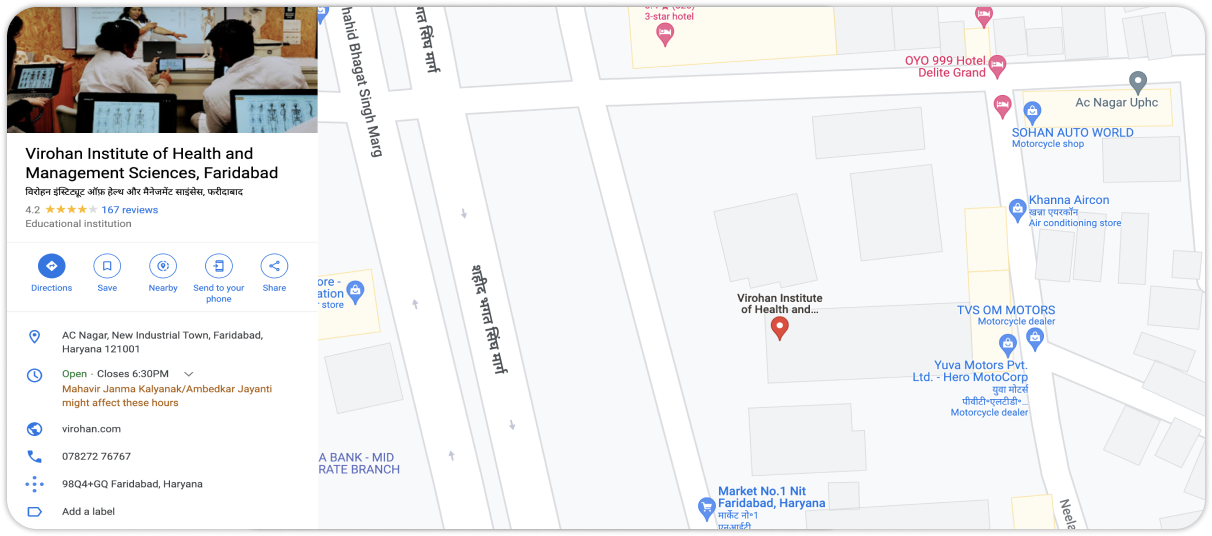 Virohan Institute of Health and
Management Sciences, Faridabad
विरोहन इंस्टिट्यूट ऑफ़ हेल्थ और मैनेजमेंट साइंसेस, फरीदाबाद
4.2 167 reviews
Educational institution
Directions
Save
Nearby
Send to your
phone
Share
AC Nagar, New Industrial Town, Faridabad,
Haryana 121001
Open · Closes 6:30PM
Mahavir Janma Kalyanak/Ambedkar Jayanti
might affect these hours
virohan.com
078272 76767
98Q4+GQ Faridabad, Haryana
Add a label
Bhagat Singh Marg
भगत सिंघ मार्ग
3-star hotel
OYO 999 Hotel
Delite Grand
Ac Nagar Uphc
SOHAN AUTO WORLD
Motorcycle shop
Khanna Aircon
खन्ना एयरकॉन
Air conditioning store
ore -
ation
store
शहीद भगत सिंघ मार्ग
Virohan Institute
of Health and...
TVS OM MOTORS
Motorcycle dealer
Yuva Motors Pvt.
Ltd. - Hero MotoCorp
युवा मोटर्स
पीवीटी॰एलटीडी॰...
Motorcycle dealer
A BANK - MID
RATE BRANCH
Market No.1 Nit
Faridabad, Haryana
मार्केट नो॰1
एनआईटी
Neela